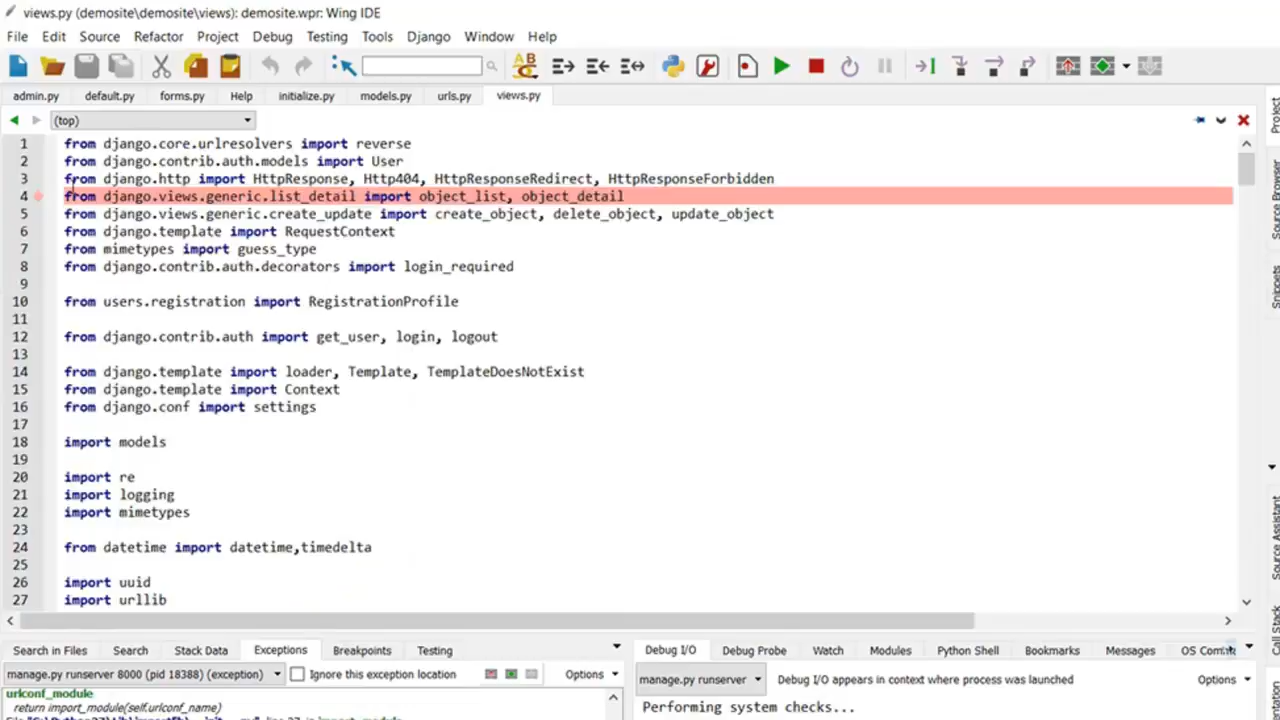 views.py (demosite\demosite\views): demosite.wpr: Wing IDE
File Edit Source Refactor Project Debug Testing Tools Django Window Help
admin.py default.py forms.py Help initialize.py models.py urls.py views.py
(top)
1 from django.core.urlresolvers import reverse
2 from django.contrib.auth.models import User
3 from django.http import HttpResponse, Http404, HttpResponseRedirect, HttpResponseForbidden
4 from django.views.generic.list_detail import object_list, object_detail
5 from django.views.generic.create_update import create_object, delete_object, update_object
6 from django.template import RequestContext
7 from mimetypes import guess_type
8 from django.contrib.auth.decorators import login_required
9
10 from users.registration import RegistrationProfile
11
12 from django.contrib.auth import get_user, login, logout
13
14 from django.template import loader, Template, TemplateDoesNotExist
15 from django.template import Context
16 from django.conf import settings
17
18 import models
19
20 import re
21 import logging
22 import mimetypes
23
24 from datetime import datetime,timedelta
25
26 import uuid
27 import urllib
Project
Source Browser
Snippets
Source Assistant
Call Stack
Search in Files Search Stack Data Exceptions Breakpoints Testing
manage.py runserver 8000 (pid 18388) (exception) Ignore this exception location Options
urlconf_module
return import_module(self.urlconf_name)
Debug I/O Debug Probe Watch Modules Python Shell Bookmarks Messages OS Comm
manage.py runserver Debug I/O appears in context where process was launched Options
Performing system checks...